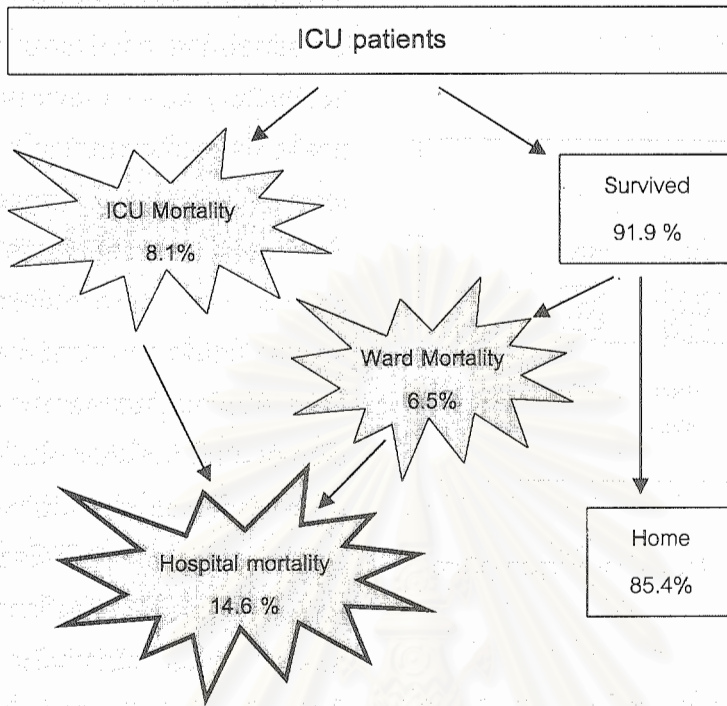 ICU patients
ICU Mortality
8.1%
Survived
91.9 %
Ward Mortality
6.5%
Hospital mortality
14.6 %
Home
85.4%